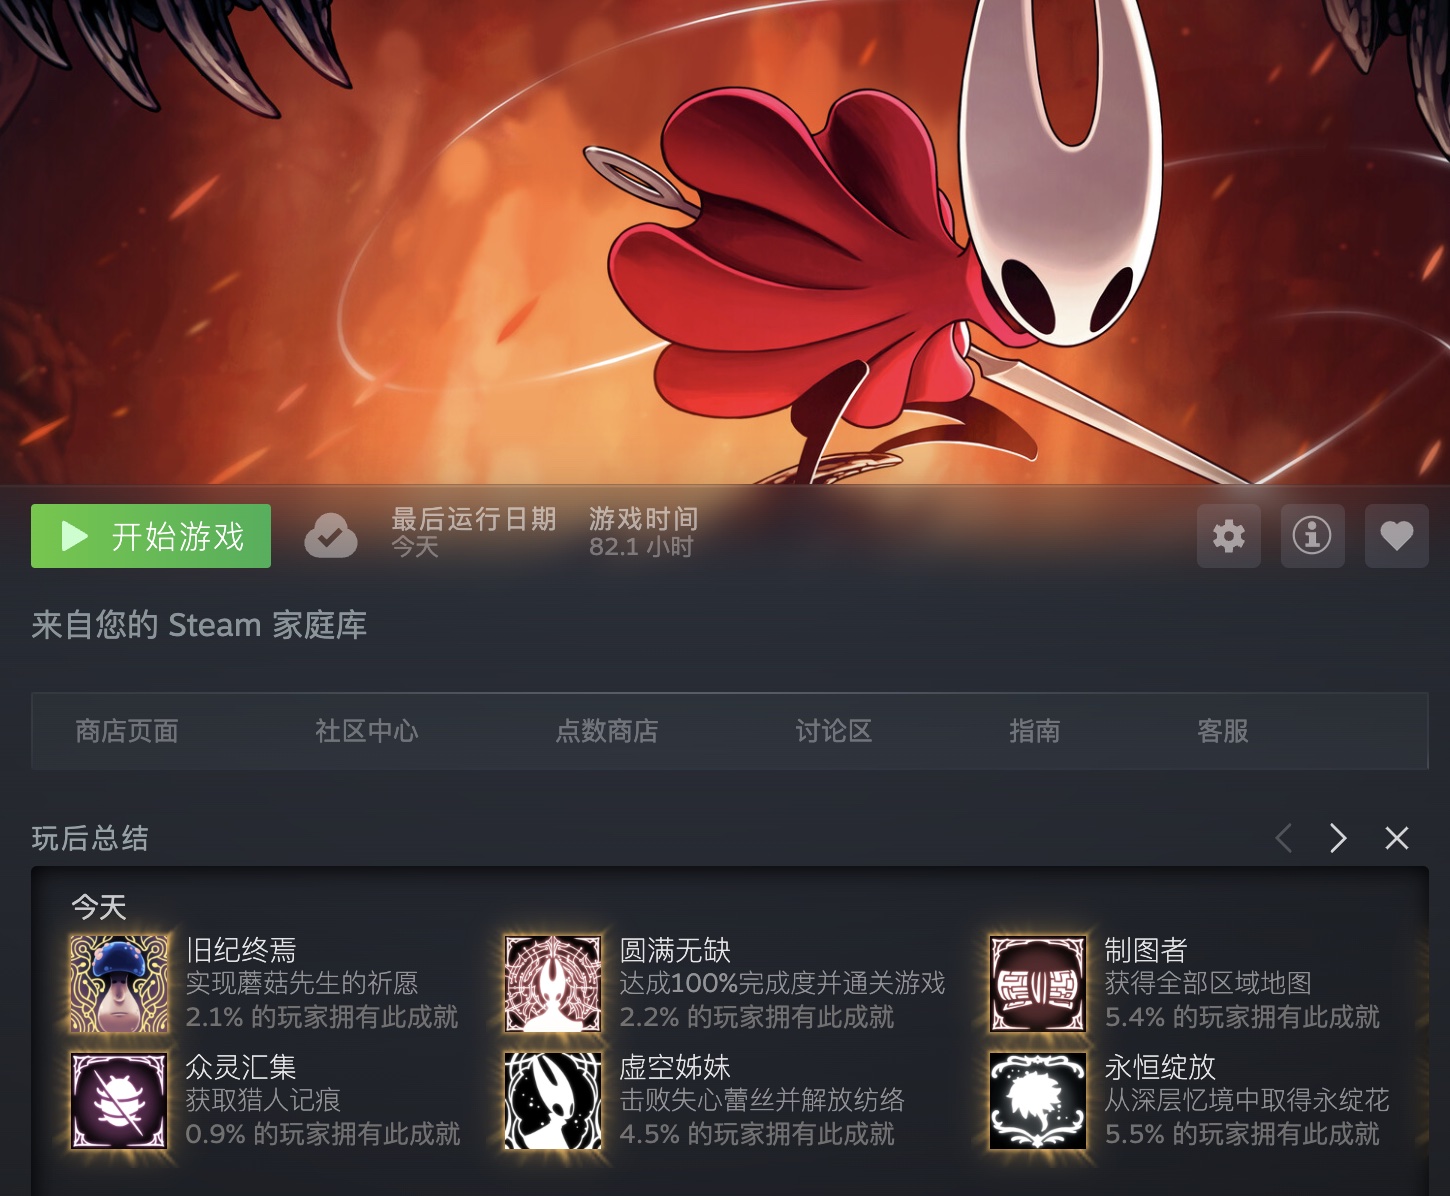 开始游戏
最后运行日期
今天
游戏时间
82.1 小时
来自您的 Steam 家庭库
商店页面
社区中心
点数商店
讨论区
指南
客服
玩后总结
今天
旧纪终焉
实现蘑菇先生的祈愿
2.1% 的玩家拥有此成就
圆满无缺
达成100%完成度并通关游戏
2.2% 的玩家拥有此成就
制图者
获得全部区域地图
5.4% 的玩家拥有此成就
众灵汇集
获取猎人记痕
0.9% 的玩家拥有此成就
虚空姊妹
击败失心蕾丝并解放纺络
4.5% 的玩家拥有此成就
永恒绽放
从深层忆境中取得永绽花
5.5% 的玩家拥有此成就